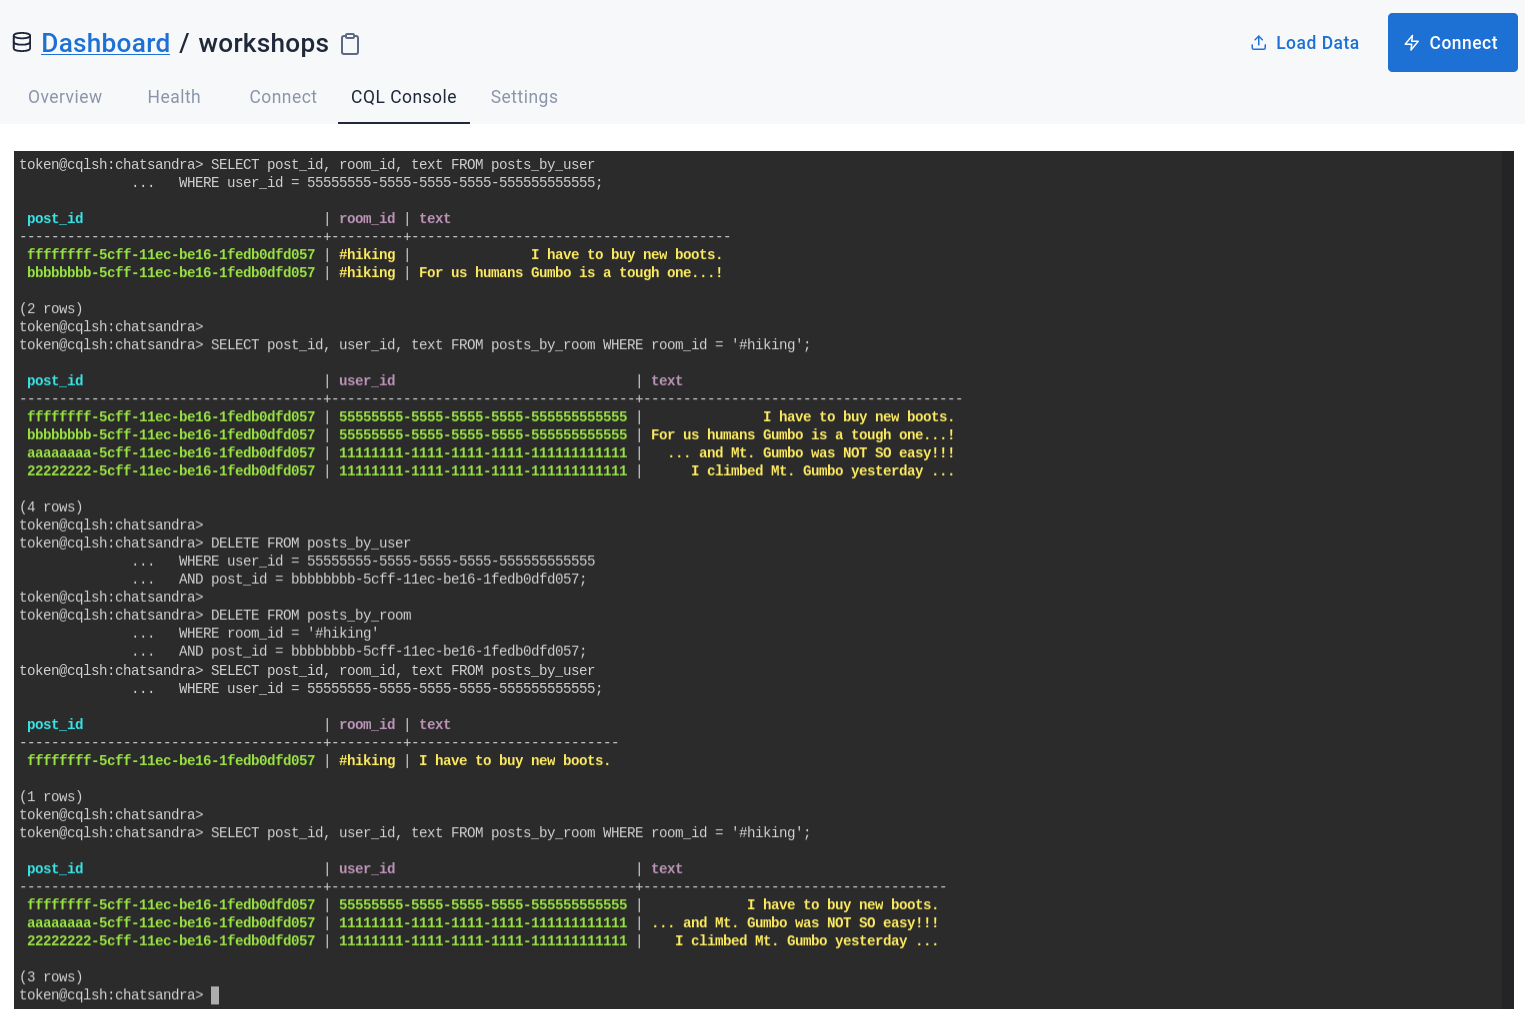 Dashboard / workshops
Load Data
Connect
Overview Health Connect CQL Console Settings
token@cqlsh:chatsandra> SELECT post_id, room_id, text FROM posts_by_user
              ...   WHERE user_id = 55555555-5555-5555-5555-555555555555;
 post_id                              | room_id | text
--------------------------------------+---------+----------------------------------------
 ffffffff-5cff-11ec-be16-1fedb0dfd057 | #hiking |               I have to buy new boots.
 bbbbbbbb-5cff-11ec-be16-1fedb0dfd057 | #hiking | For us humans Gumbo is a tough one...!
(2 rows)
token@cqlsh:chatsandra>
token@cqlsh:chatsandra> SELECT post_id, user_id, text FROM posts_by_room WHERE room_id = '#hiking';
 post_id                              | user_id                              | text
--------------------------------------+--------------------------------------+----------------------------------------
 ffffffff-5cff-11ec-be16-1fedb0dfd057 | 55555555-5555-5555-5555-555555555555 |               I have to buy new boots.
 bbbbbbbb-5cff-11ec-be16-1fedb0dfd057 | 55555555-5555-5555-5555-555555555555 | For us humans Gumbo is a tough one...!
 aaaaaaaa-5cff-11ec-be16-1fedb0dfd057 | 11111111-1111-1111-1111-111111111111 |   ... and Mt. Gumbo was NOT SO easy!!!
 22222222-5cff-11ec-be16-1fedb0dfd057 | 11111111-1111-1111-1111-111111111111 |      I climbed Mt. Gumbo yesterday ...
(4 rows)
token@cqlsh:chatsandra>
token@cqlsh:chatsandra> DELETE FROM posts_by_user
              ...   WHERE user_id = 55555555-5555-5555-5555-555555555555
              ...   AND post_id = bbbbbbbb-5cff-11ec-be16-1fedb0dfd057;
token@cqlsh:chatsandra>
token@cqlsh:chatsandra> DELETE FROM posts_by_room
              ...   WHERE room_id = '#hiking'
              ...   AND post_id = bbbbbbbb-5cff-11ec-be16-1fedb0dfd057;
token@cqlsh:chatsandra> SELECT post_id, room_id, text FROM posts_by_user
              ...   WHERE user_id = 55555555-5555-5555-5555-555555555555;
 post_id                              | room_id | text
--------------------------------------+---------+--------------------------
 ffffffff-5cff-11ec-be16-1fedb0dfd057 | #hiking | I have to buy new boots.
(1 rows)
token@cqlsh:chatsandra>
token@cqlsh:chatsandra> SELECT post_id, user_id, text FROM posts_by_room WHERE room_id = '#hiking';
 post_id                              | user_id                              | text
--------------------------------------+--------------------------------------+--------------------------------------
 ffffffff-5cff-11ec-be16-1fedb0dfd057 | 55555555-5555-5555-5555-555555555555 |             I have to buy new boots.
 aaaaaaaa-5cff-11ec-be16-1fedb0dfd057 | 11111111-1111-1111-1111-111111111111 | ... and Mt. Gumbo was NOT SO easy!!!
 22222222-5cff-11ec-be16-1fedb0dfd057 | 11111111-1111-1111-1111-111111111111 |    I climbed Mt. Gumbo yesterday ...
(3 rows)
token@cqlsh:chatsandra>